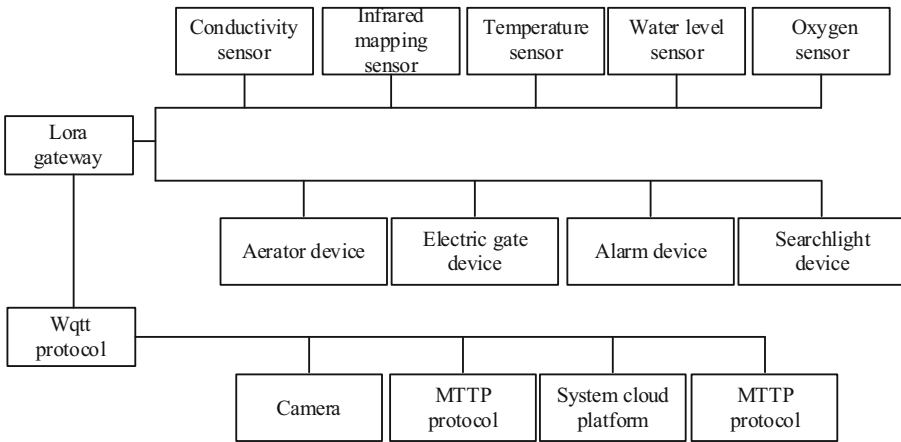 Conductivity
sensor
Infrared
mapping
sensor
Temperature
sensor
Water level
sensor
Oxygen
sensor
Lora
gateway
Aerator device
Electric gate
device
Alarm device
Searchlight
device
Wqtt
protocol
Camera
MTTP
protocol
System cloud
platform
MTTP
protocol